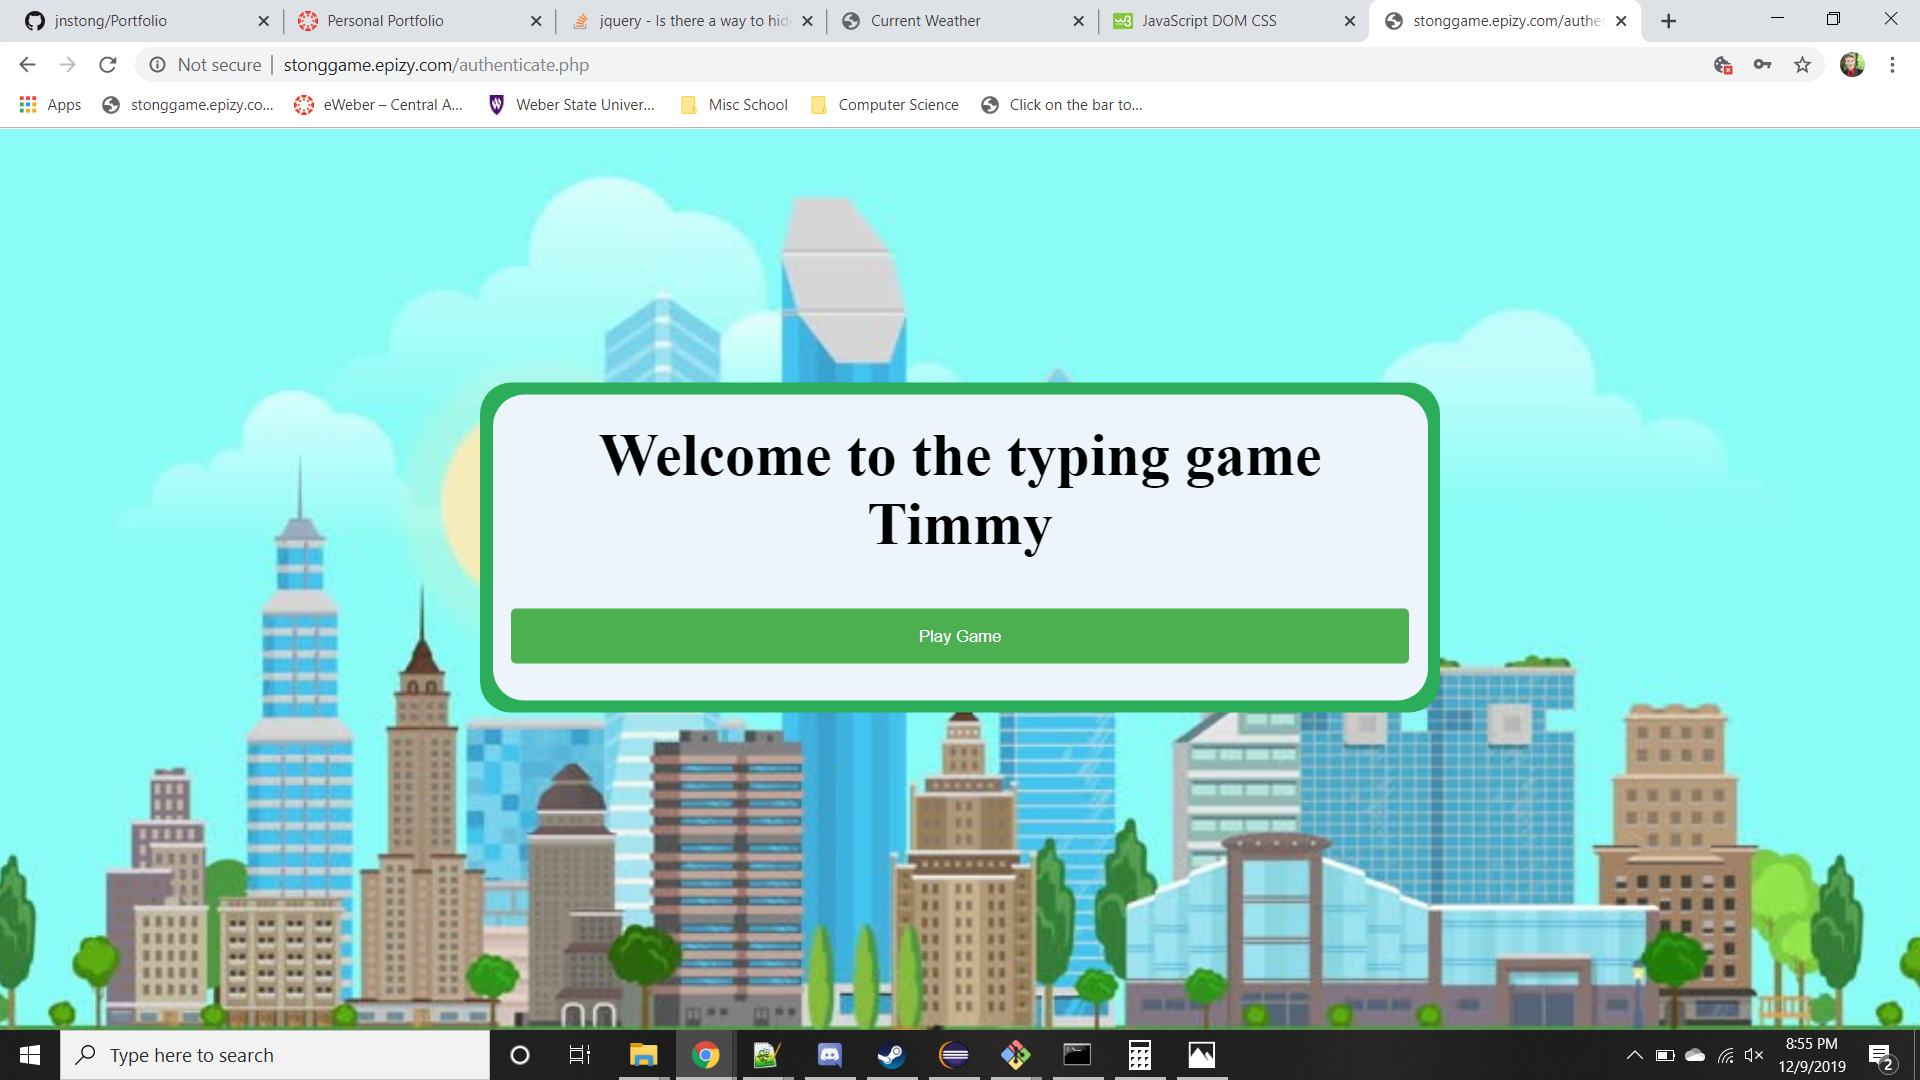 jnstong/Portfolio
Personal Portfolio
jquery - Is there a way to hid
Current Weather
JavaScript DOM CSS
stonggame.epizy.com/authe
Not secure | stonggame.epizy.com/authenticate.php
Apps
stonggame.epizy.co...
eWeber – Central A...
Weber State Univer...
Misc School
Computer Science
Click on the bar to...
Welcome to the typing game
Timmy
Play Game
Type here to search
8:55 PM
12/9/2019
2